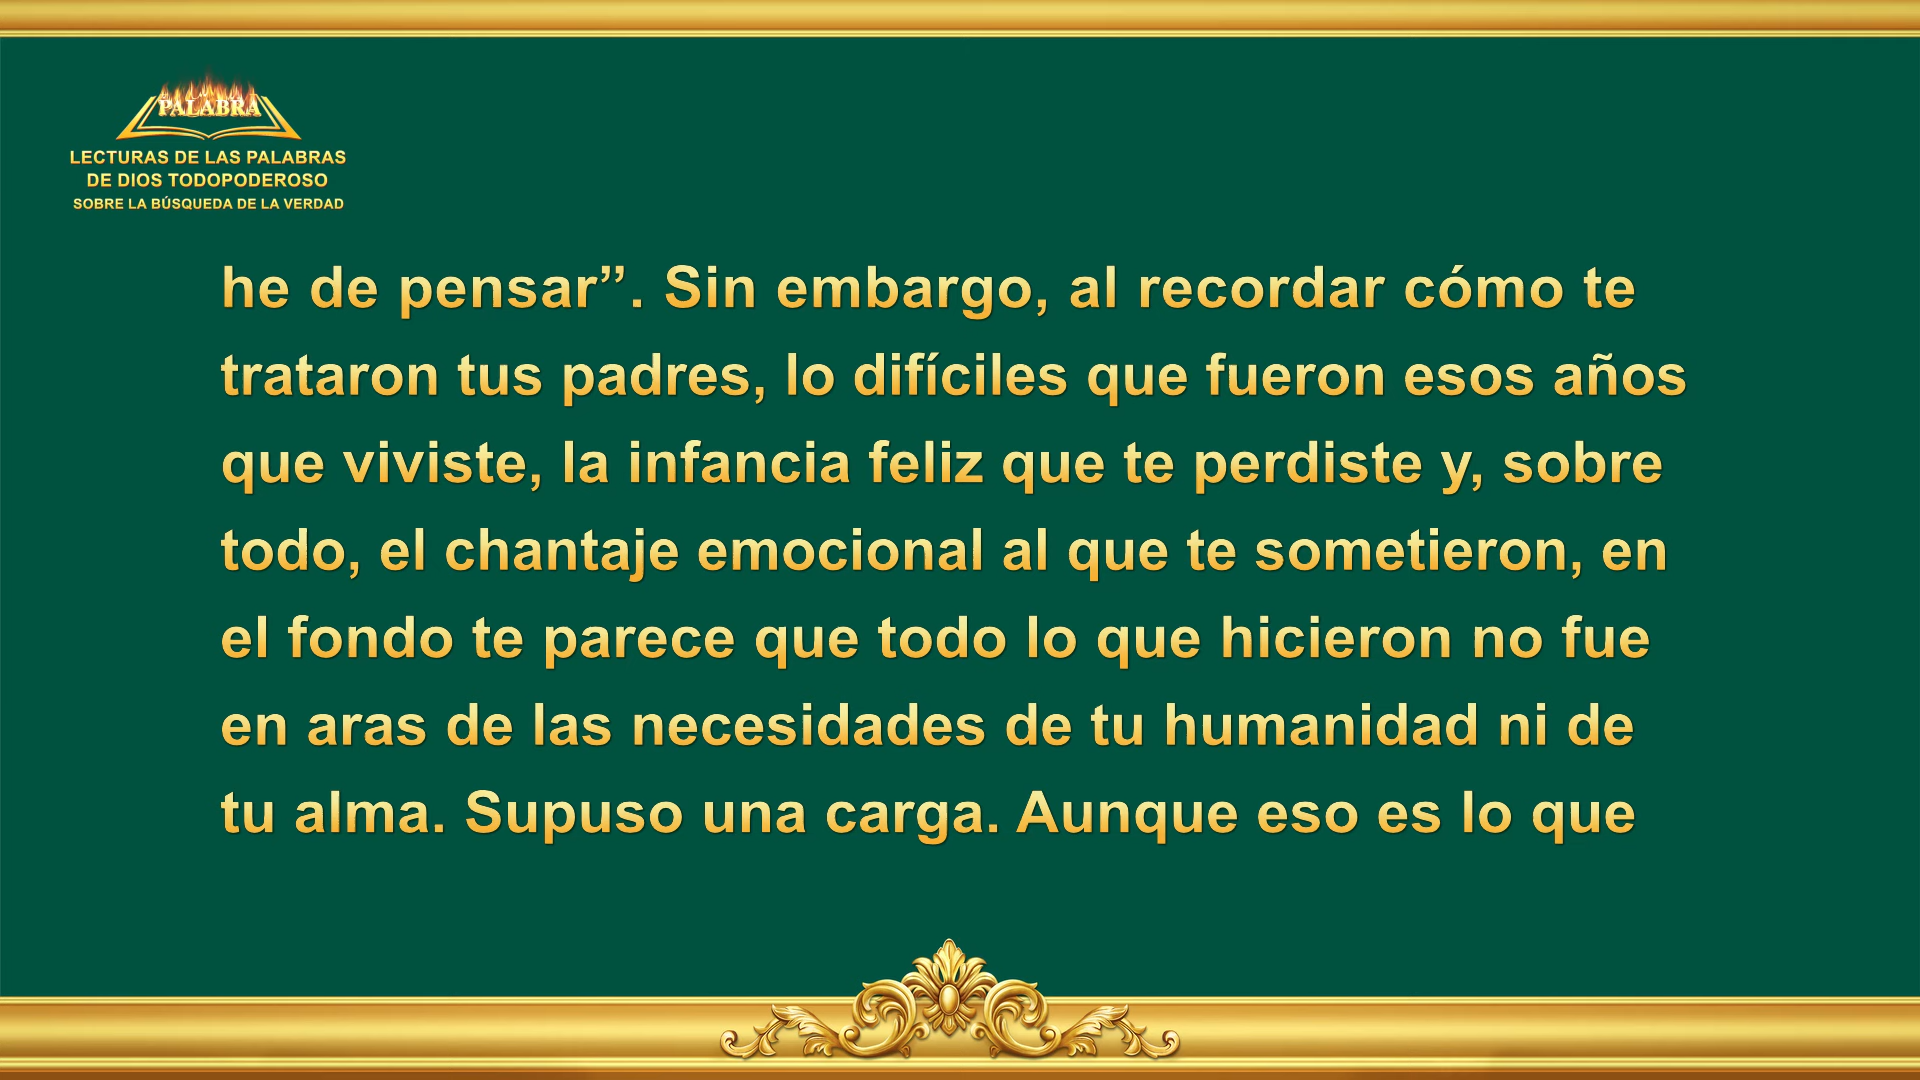 PALABRA
LECTURAS DE LAS PALABRAS
DE DIOS TODOPODEROSO
SOBRE LA BÚSQUEDA DE LA VERDAD
he de pensar”. Sin embargo, al recordar cómo te
trataron tus padres, lo difíciles que fueron esos años
que viviste, la infancia feliz que te perdiste y, sobre
todo, el chantaje emocional al que te sometieron, en
el fondo te parece que todo lo que hicieron no fue
en aras de las necesidades de tu humanidad ni de
tu alma. Supuso una carga. Aunque eso es lo que